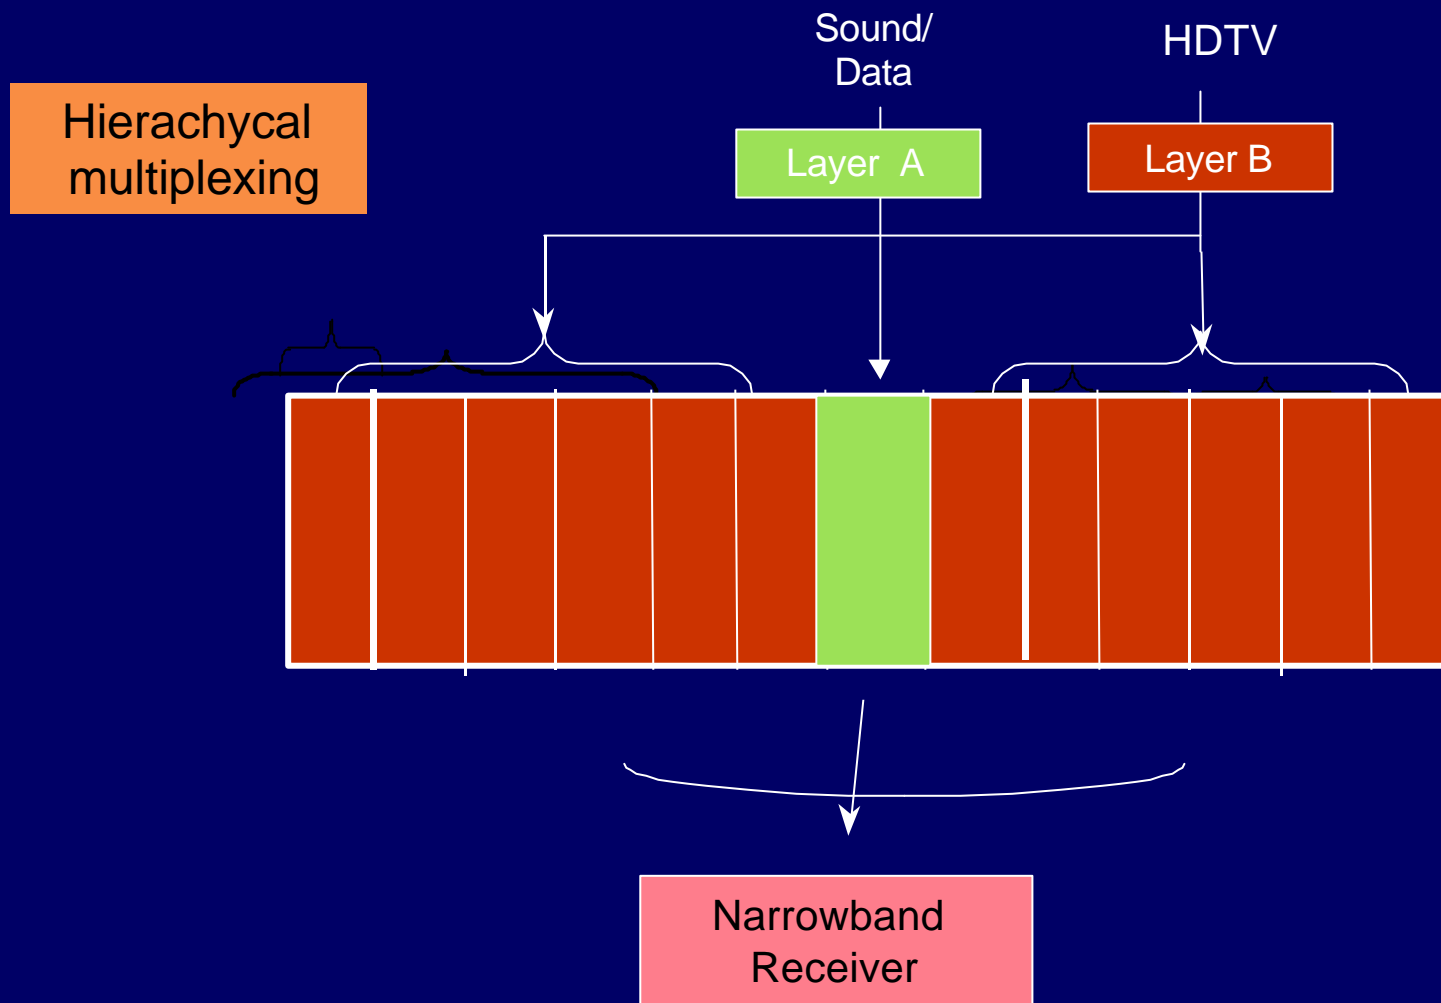 Sound/
Data
HDTV
Hierachycal
multiplexing
Layer A
Layer B
Narrowband
Receiver